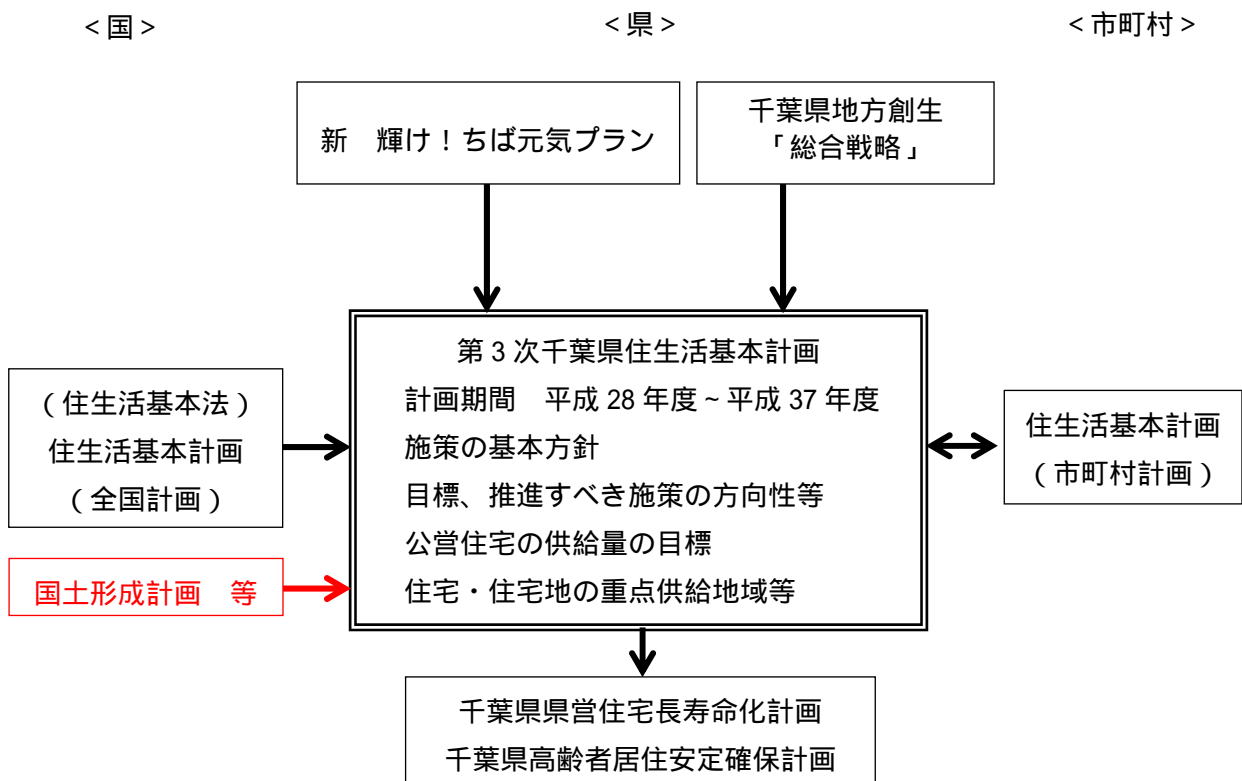 ＜国＞
＜県＞
＜市町村＞
新　輝け！ちば元気プラン
千葉県地方創生
「総合戦略」
第３次千葉県住生活基本計画
計画期間　平成 28 年度～平成 37 年度
施策の基本方針
目標、推進すべき施策の方向性等
公営住宅の供給量の目標
住宅・住宅地の重点供給地域等
（住生活基本法）
住生活基本計画
（全国計画）
国土形成計画　等
住生活基本計画
（市町村計画）
千葉県県営住宅長寿命化計画
千葉県高齢者居住安定確保計画